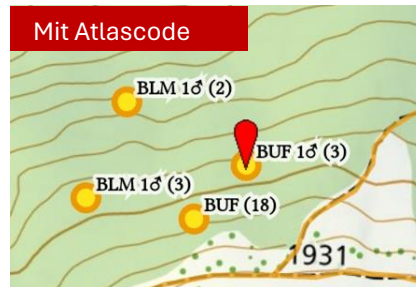 Mit Atlascode
BLM 1♂ (2)
BUF 1♂ (3)
BLM 1♂ (3)
BUF (18)
1931